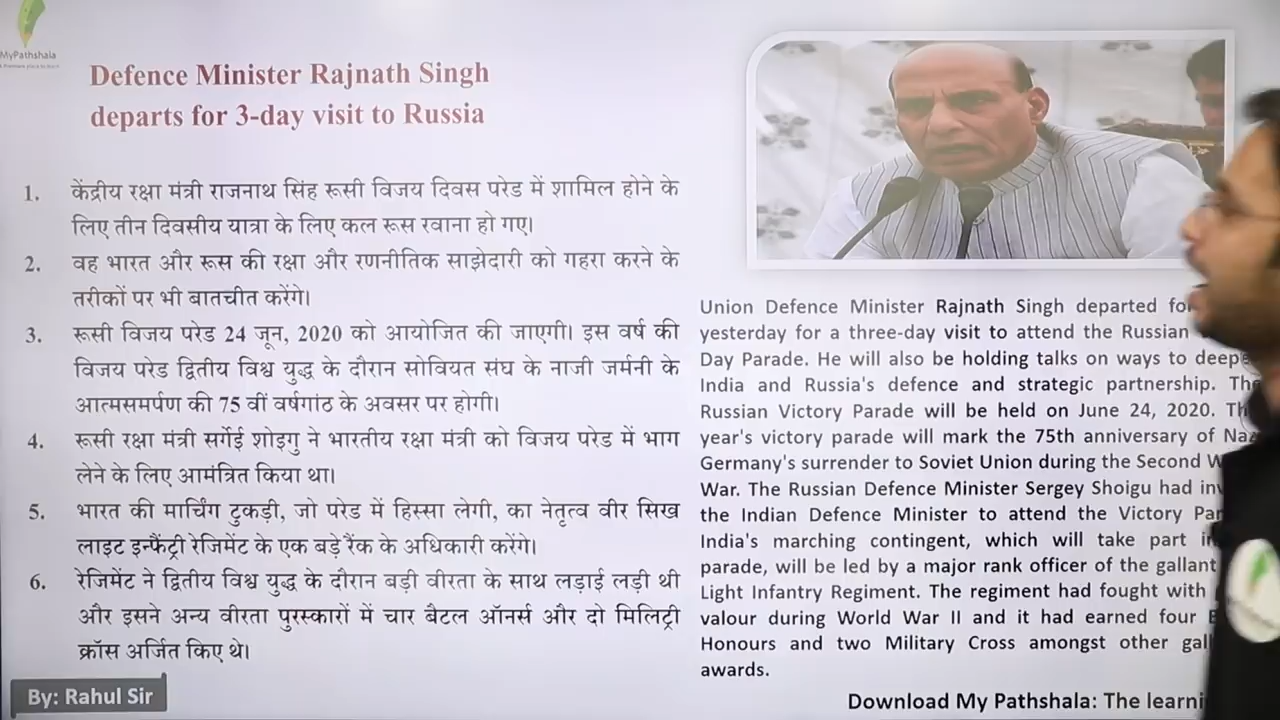 MyPathshala
Defence Minister Rajnath Singh
departs for 3-day visit to Russia
1. केंद्रीय रक्षा मंत्री राजनाथ सिंह रूसी विजय दिवस परेड में शामिल होने के
लिए तीन दिवसीय यात्रा के लिए कल रूस रवाना हो गए।
2. वह भारत और रूस की रक्षा और रणनीतिक साझेदारी को गहरा करने के
तरीकों पर भी बातचीत करेंगे।
3. रूसी विजय परेड 24 जून, 2020 को आयोजित की जाएगी। इस वर्ष की
विजय परेड द्वितीय विश्व युद्ध के दौरान सोवियत संघ के नाजी जर्मनी के
आत्मसमर्पण की 75 वीं वर्षगांठ के अवसर पर होगी।
4. रूसी रक्षा मंत्री सर्गेई शोइगु ने भारतीय रक्षा मंत्री को विजय परेड में भाग
लेने के लिए आमंत्रित किया था।
5. भारत की मार्चिंग टुकड़ी, जो परेड में हिस्सा लेगी, का नेतृत्व वीर सिख
लाइट इन्फैंट्री रेजिमेंट के एक बड़े रैंक के अधिकारी करेंगे।
6. रेजिमेंट ने द्वितीय विश्व युद्ध के दौरान बड़ी वीरता के साथ लड़ाई लड़ी थी
और इसने अन्य वीरता पुरस्कारों में चार बैटल ऑनर्स और दो मिलिट्री
क्रॉस अर्जित किए थे।
Union Defence Minister Rajnath Singh departed
yesterday for a three-day visit to attend the Russian
Day Parade. He will also be holding talks on ways to
India and Russia's defence and strategic partnership. The
Russian Victory Parade will be held on June 24, 2020.
year's victory parade will mark the 75th anniversary of
Germany's surrender to Soviet Union during the Second
War. The Russian Defence Minister Sergey Shoigu had
the Indian Defence Minister to attend the Victory
India's marching contingent, which will take part
parade, will be led by a major rank officer of the gallant
Light Infantry Regiment. The regiment had fought with
valour during World War II and it had earned four
Honours and two Military Cross amongst other
awards.
By: Rahul Sir
Download My Pathshala: The